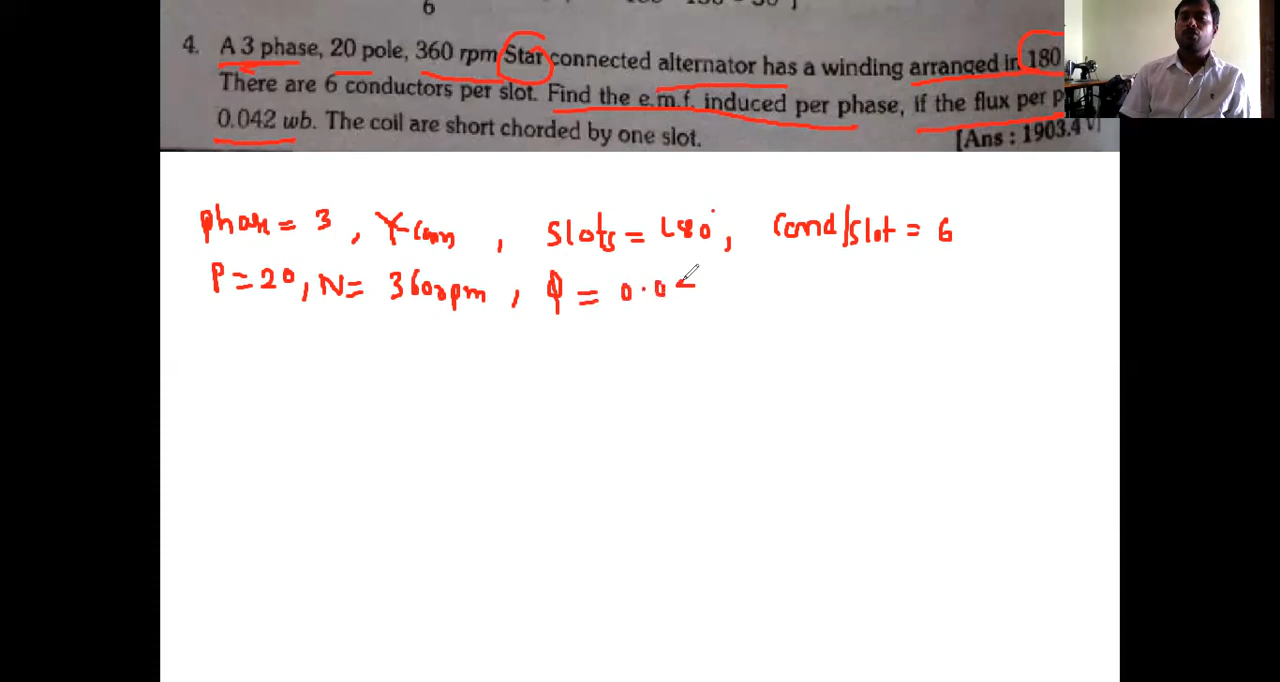 6
4. A 3 phase, 20 pole, 360 rpm Star connected alternator has a winding arranged in 180
There are 6 conductors per slot. Find the e.m.f. induced per phase, if the flux per p
0.042 wb. The coil are short chorded by one slot. [Ans : 1903.4 V]
phase = 3 , Y-conn , slots = 180 , Cond/slot = 6
P = 20 , N = 360rpm , φ = 0.0